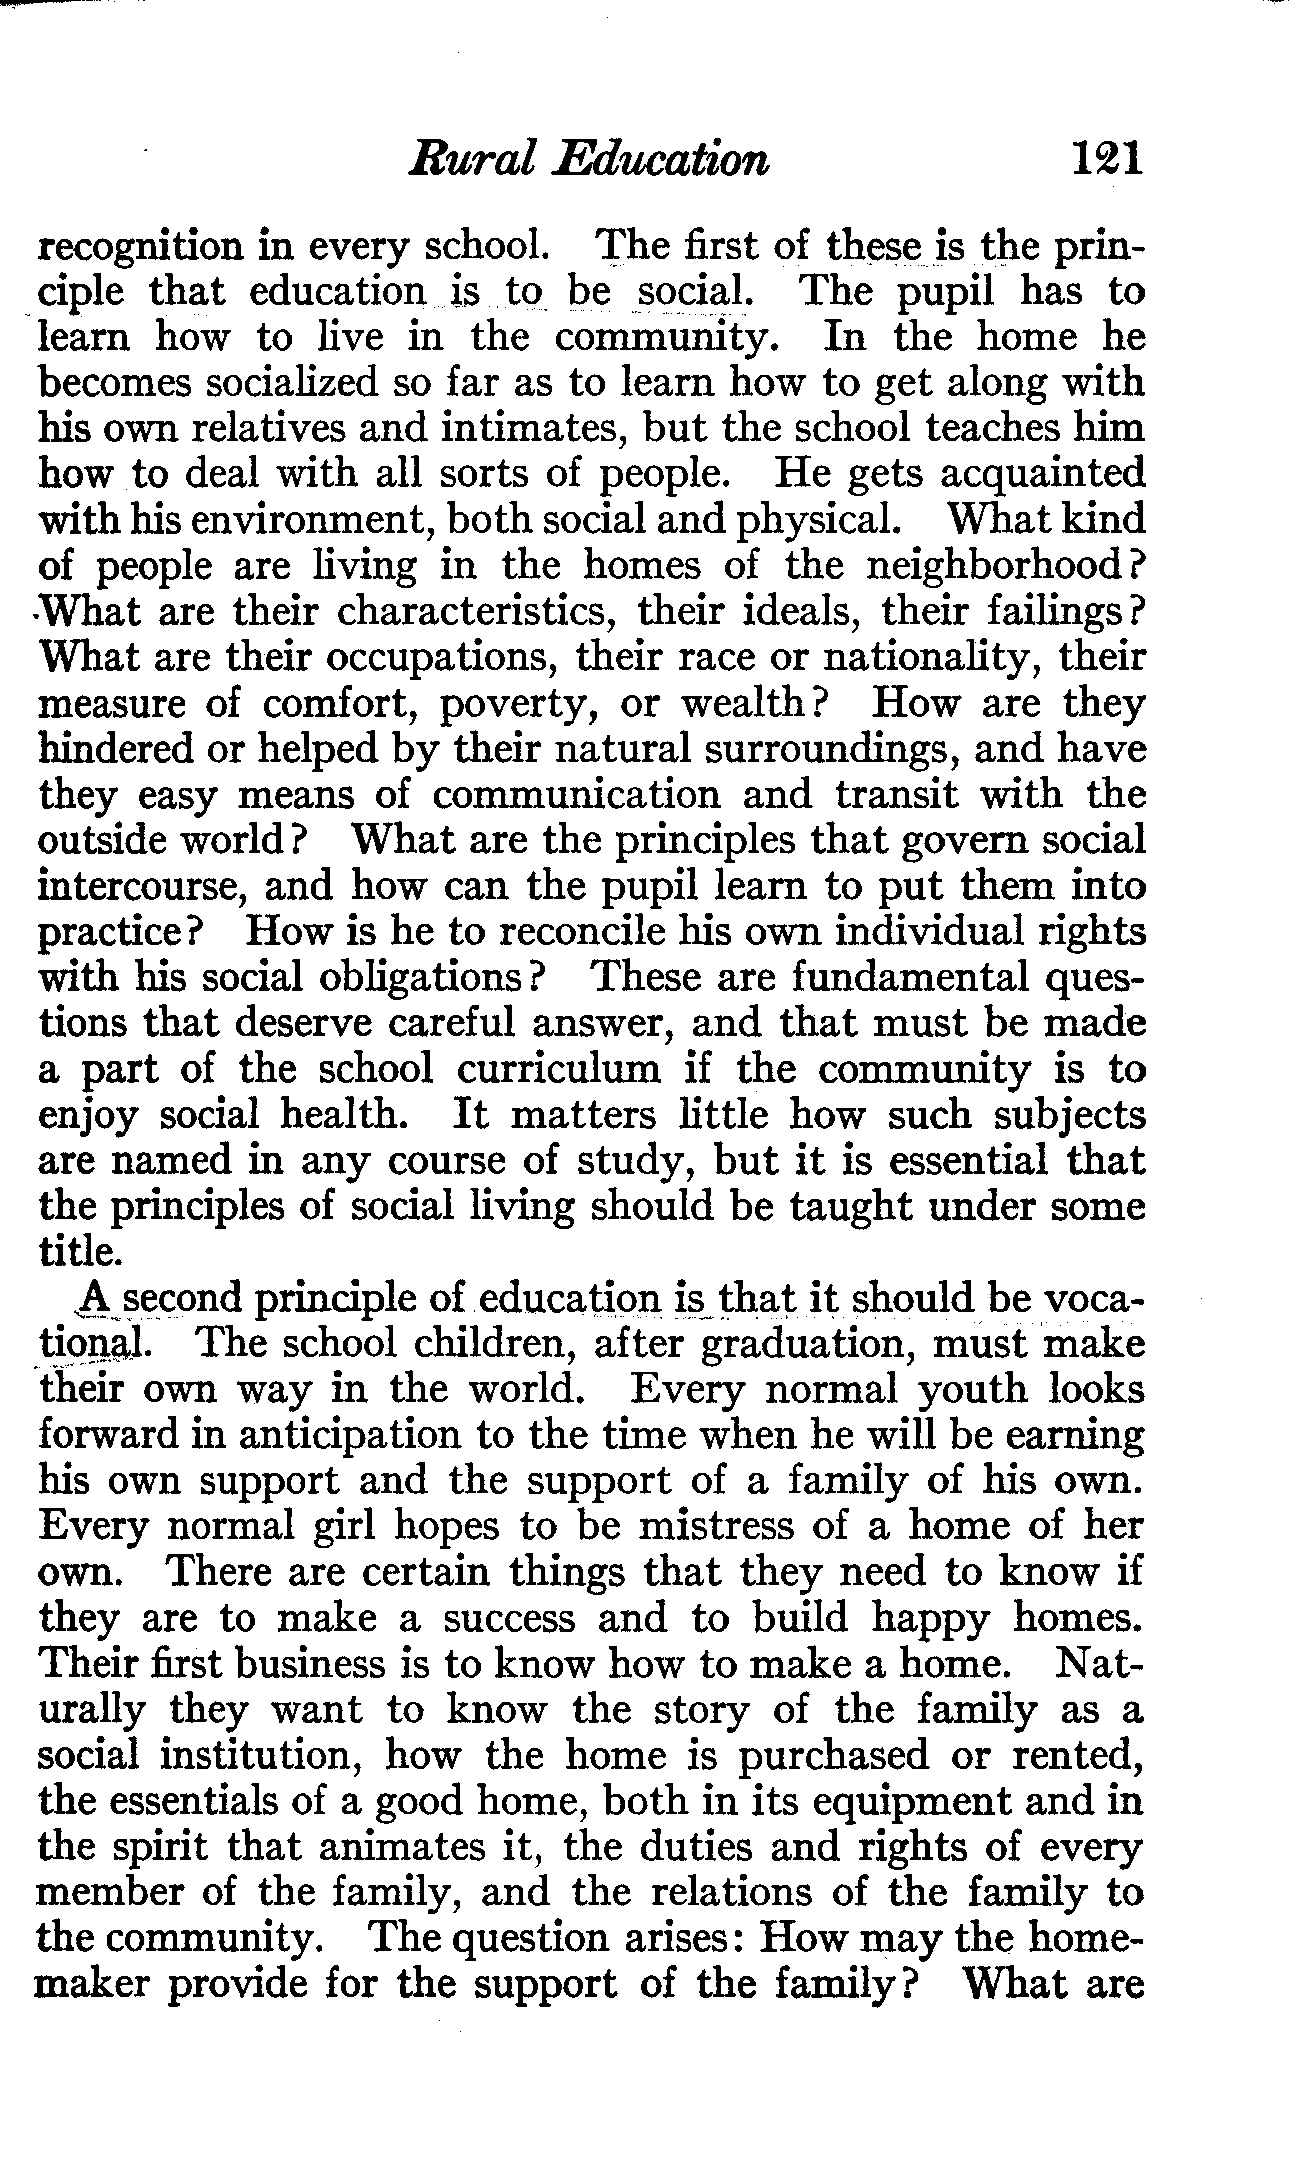 Rural Education 121
recognition in every school. The first of these is the prin-
ciple that education is to be social. The pupil has to
learn how to live in the community. In the home he
becomes socialized so far as to learn how to get along with
his own relatives and intimates, but the school teaches him
how to deal with all sorts of people. He gets acquainted
with his environment, both social and physical. What kind
of people are living in the homes of the neighborhood?
What are their characteristics, their ideals, their failings?
What are their occupations, their race or nationality, their
measure of comfort, poverty, or wealth? How are they
hindered or helped by their natural surroundings, and have
they easy means of communication and transit with the
outside world? What are the principles that govern social
intercourse, and how can the pupil learn to put them into
practice? How is he to reconcile his own individual rights
with his social obligations? These are fundamental ques-
tions that deserve careful answer, and that must be made
a part of the school curriculum if the community is to
enjoy social health. It matters little how such subjects
are named in any course of study, but it is essential that
the principles of social living should be taught under some
title.
A second principle of education is that it should be voca-
tional. The school children, after graduation, must make
their own way in the world. Every normal youth looks
forward in anticipation to the time when he will be earning
his own support and the support of a family of his own.
Every normal girl hopes to be mistress of a home of her
own. There are certain things that they need to know if
they are to make a success and to build happy homes.
Their first business is to know how to make a home. Nat-
urally they want to know the story of the family as a
social institution, how the home is purchased or rented,
the essentials of a good home, both in its equipment and in
the spirit that animates it, the duties and rights of every
member of the family, and the relations of the family to
the community. The question arises: How may the home-
maker provide for the support of the family? What are